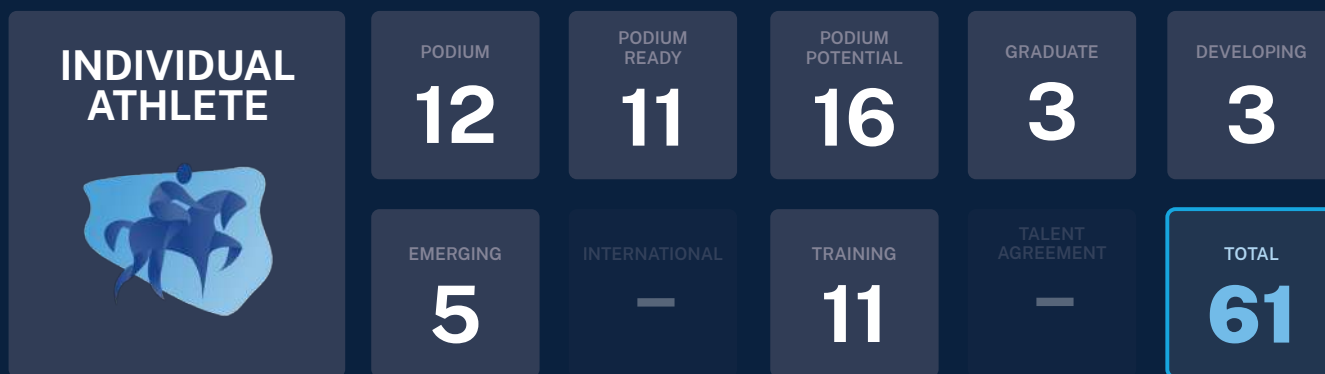 INDIVIDUAL
ATHLETE
PODIUM
12
PODIUM
READY
11
PODIUM
POTENTIAL
16
GRADUATE
3
DEVELOPING
3
EMERGING
5
INTERNATIONAL
–
TRAINING
11
TALENT
AGREEMENT
–
TOTAL
61